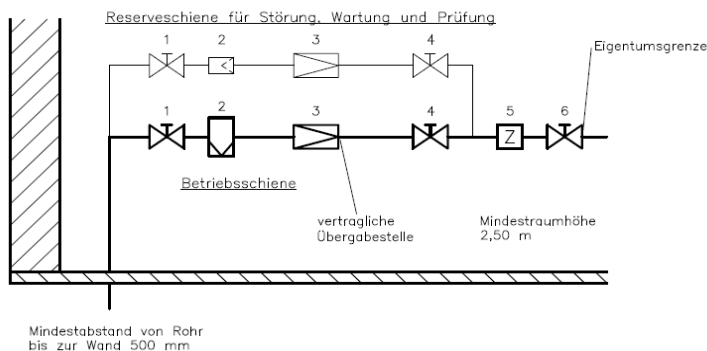 Reserveschiene für Störung, Wartung und Prüfung
1 2 3 4
Eigentumsgrenze
1 2 3 4 5 6
Z
Betriebsschiene
vertragliche
Übergabestelle
Mindestraumhöhe
2,50 m
Mindestabstand von Rohr
bis zur Wand 500 mm